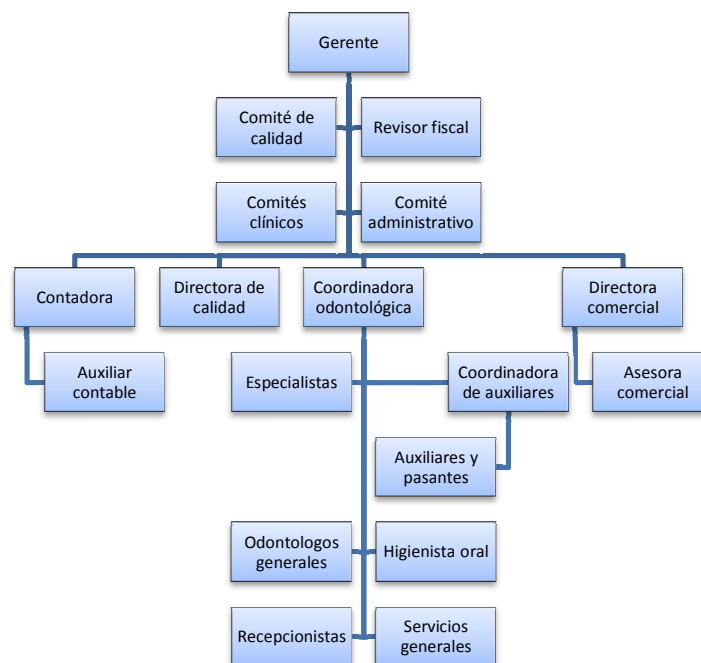 Gerente
Comité de
calidad
Revisor fiscal
Comités
clínicos
Comité
administrativo
Contadora
Directora de
calidad
Coordinadora
odontológica
Directora
comercial
Auxiliar
contable
Especialistas
Coordinadora
de auxiliares
Asesora
comercial
Auxiliares y
pasantes
Odontologos
generales
Higienista oral
Recepcionistas
Servicios
generales